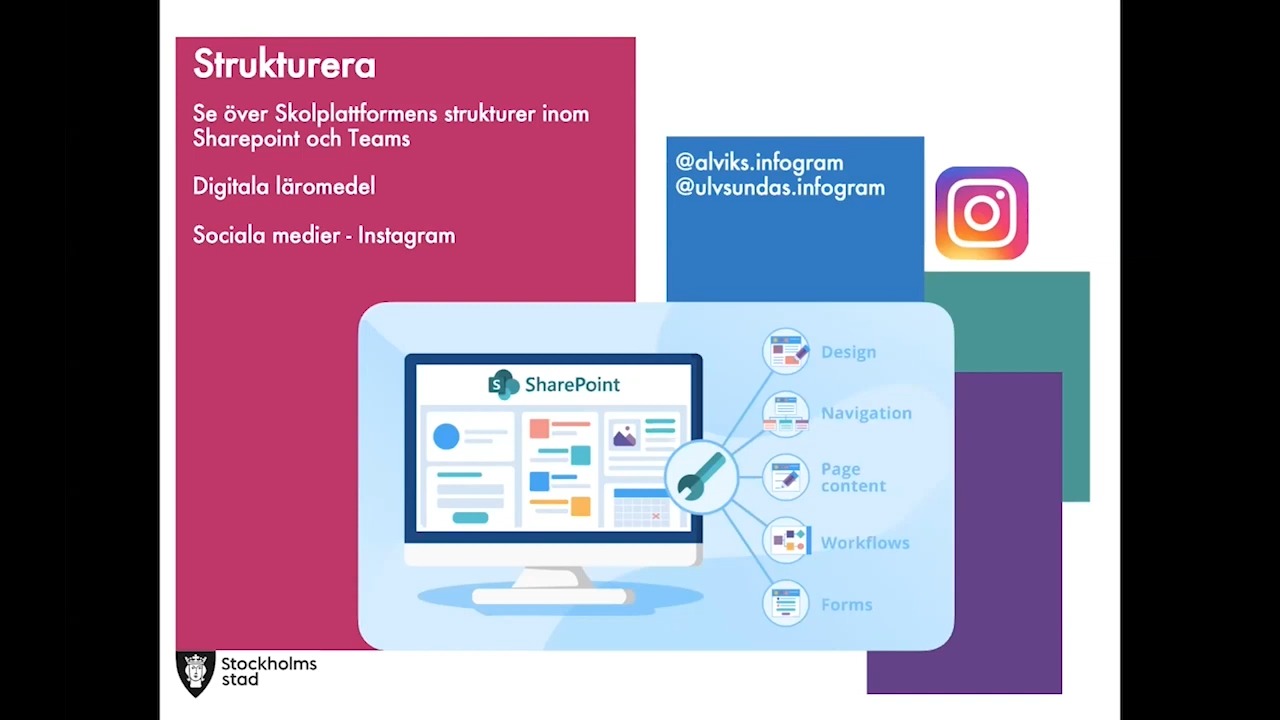 Strukturera
Se över Skolplattformens strukturer inom
Sharepoint och Teams
Digitala läromedel
Sociala medier - Instagram
@alviks.infogram
@ulvsundas.infogram
S SharePoint
Design
Navigation
Page
content
Workflows
Forms
Stockholms
stad